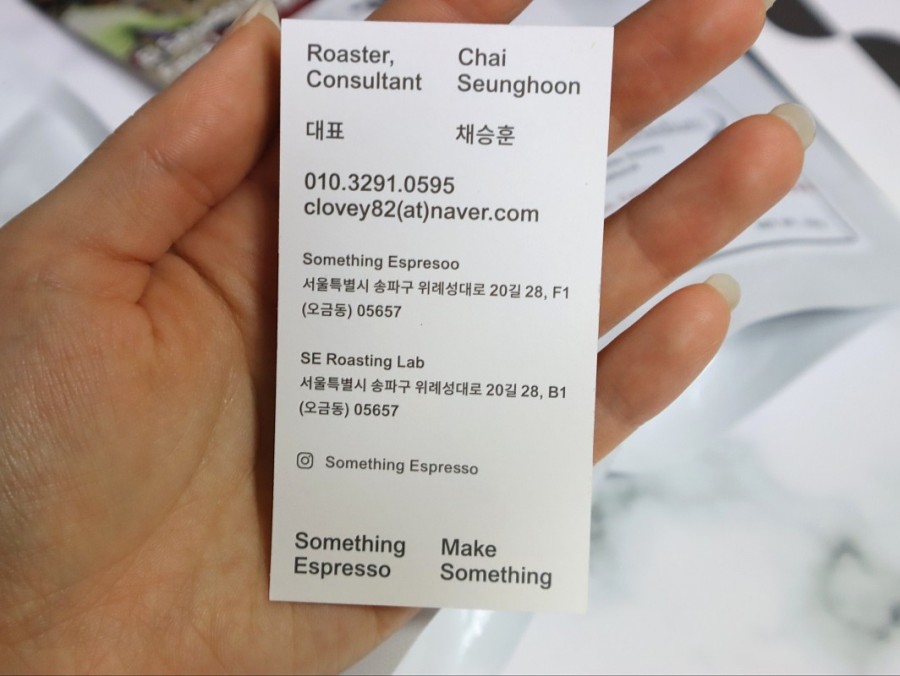 Roaster, Chai
Consultant Seunghoon
대표 채승훈
010.3291.0595
clovey82(at)naver.com
Something Espresoo
서울특별시 송파구 위례성대로 20길 28, F1
(오금동) 05657
SE Roasting Lab
서울특별시 송파구 위례성대로 20길 28, B1
(오금동) 05657
Something Espresso
Something Make
Espresso Something